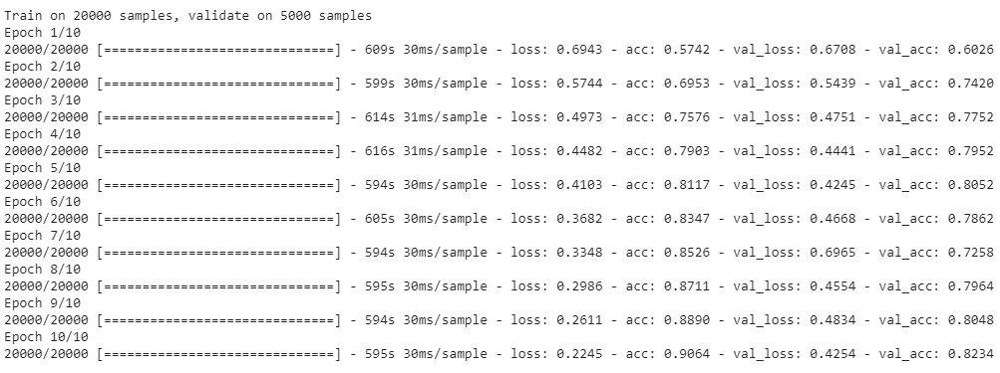 Train on 20000 samples, validate on 5000 samples
Epoch 1/10
20000/20000 [==============================] - 609s 30ms/sample - loss: 0.6943 - acc: 0.5742 - val_loss: 0.6708 - val_acc: 0.6026
Epoch 2/10
20000/20000 [==============================] - 599s 30ms/sample - loss: 0.5744 - acc: 0.6953 - val_loss: 0.5439 - val_acc: 0.7420
Epoch 3/10
20000/20000 [==============================] - 614s 31ms/sample - loss: 0.4973 - acc: 0.7576 - val_loss: 0.4751 - val_acc: 0.7752
Epoch 4/10
20000/20000 [==============================] - 616s 31ms/sample - loss: 0.4482 - acc: 0.7903 - val_loss: 0.4441 - val_acc: 0.7952
Epoch 5/10
20000/20000 [==============================] - 594s 30ms/sample - loss: 0.4103 - acc: 0.8117 - val_loss: 0.4245 - val_acc: 0.8052
Epoch 6/10
20000/20000 [==============================] - 605s 30ms/sample - loss: 0.3682 - acc: 0.8347 - val_loss: 0.4668 - val_acc: 0.7862
Epoch 7/10
20000/20000 [==============================] - 594s 30ms/sample - loss: 0.3348 - acc: 0.8526 - val_loss: 0.6965 - val_acc: 0.7258
Epoch 8/10
20000/20000 [==============================] - 595s 30ms/sample - loss: 0.2986 - acc: 0.8711 - val_loss: 0.4554 - val_acc: 0.7964
Epoch 9/10
20000/20000 [==============================] - 594s 30ms/sample - loss: 0.2611 - acc: 0.8890 - val_loss: 0.4834 - val_acc: 0.8048
Epoch 10/10
20000/20000 [==============================] - 595s 30ms/sample - loss: 0.2245 - acc: 0.9064 - val_loss: 0.4254 - val_acc: 0.8234